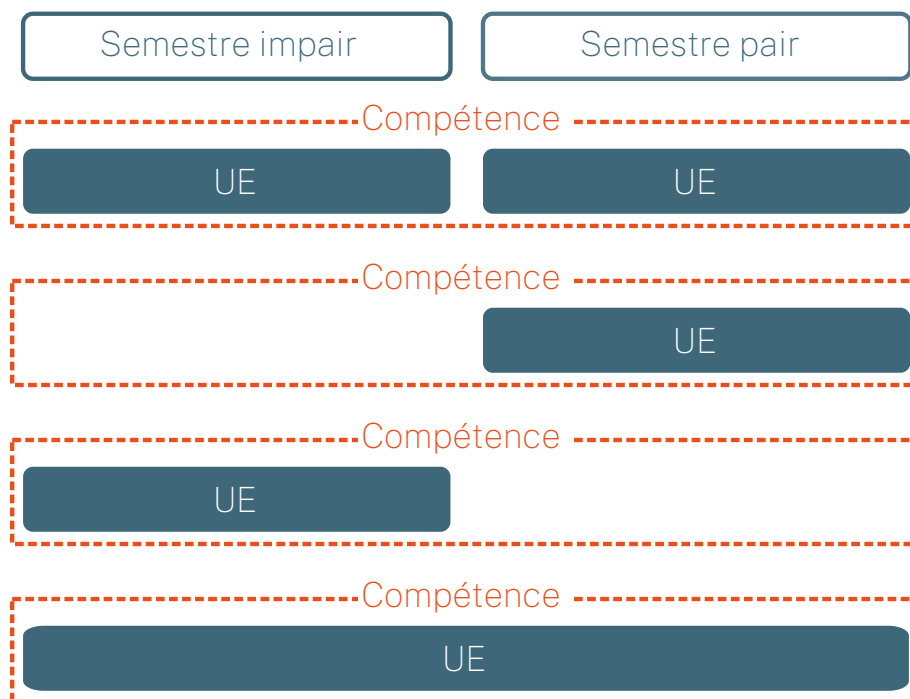 Semestre impair Semestre pair
Compétence
UE UE
Compétence
UE
Compétence
UE
Compétence
UE